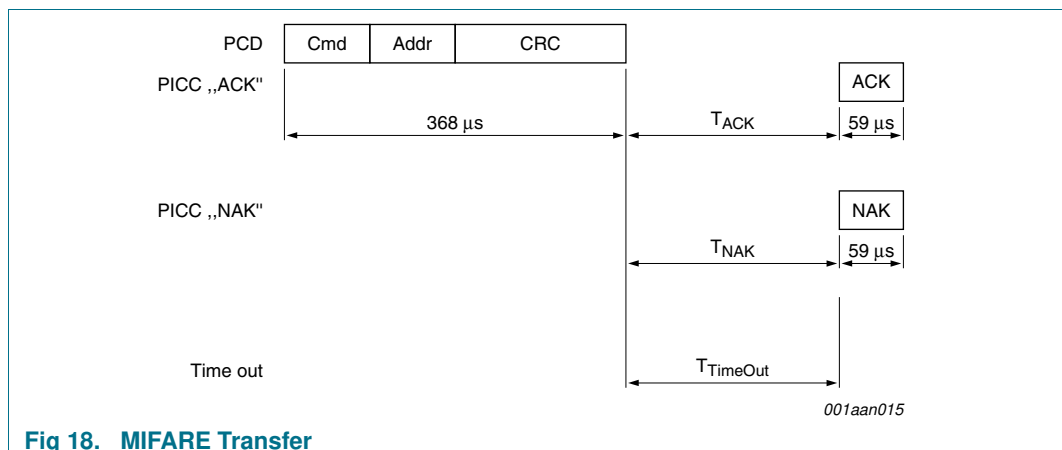 PCD Cmd Addr CRC
PICC ,,ACK" ACK
368 µs TACK 59 µs
PICC ,,NAK" NAK
TNAK 59 µs
Time out TTimeOut
001aan015
Fig 18. MIFARE Transfer